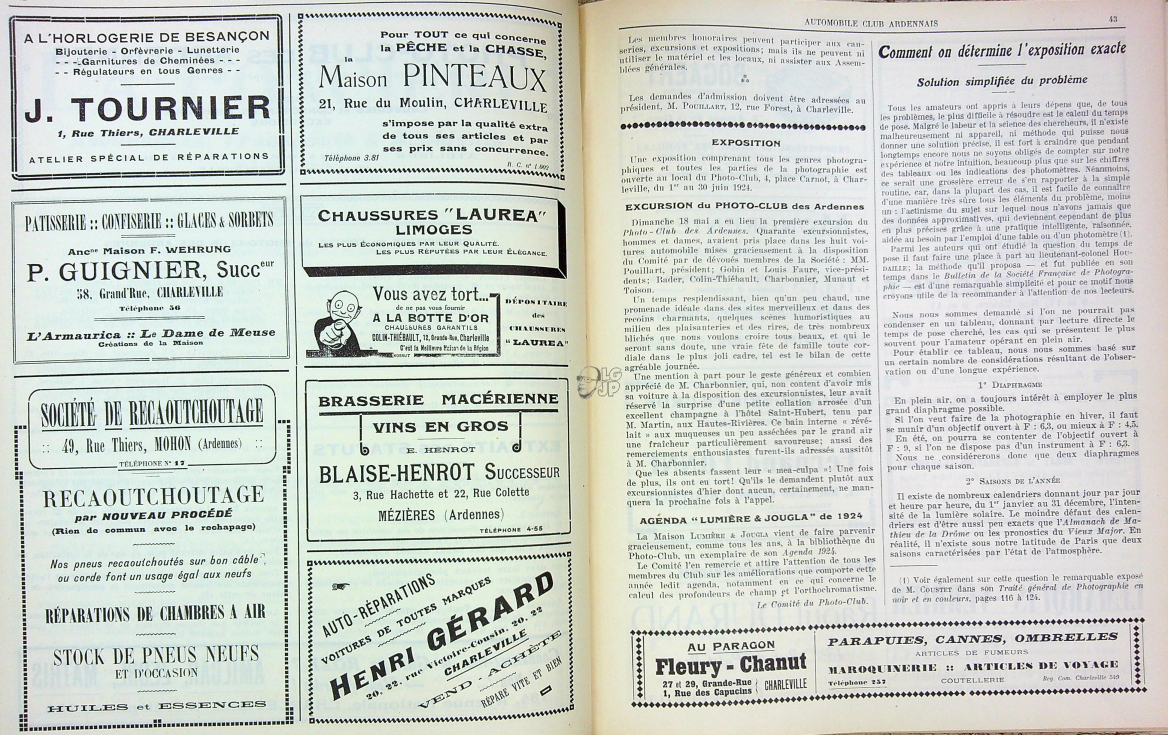 A L'HORLOGERIE DE BESANÇON
Bijouterie - Orfèvrerie - Lunetterie
- - -Garnitures de Cheminées - - -
- - Régulateurs en tous Genres - -
J. TOURNIER
1, Rue Thiers, CHARLEVILLE
ATELIER SPÉCIAL DE RÉPARATIONS
PATISSERIE :: CONFISERIE :: GLACES & SORBETS
Ancne Maison F. WEHRUNG
P. GUIGNIER, Succeur
58, Grand'Rue, CHARLEVILLE
Téléphone 56
L'Armaurica :: Le Dame de Meuse
Créations de la Maison
SOCIÉTÉ DE RECAOUTCHOUTAGE
:: 49, Rue Thiers, MOHON (Ardennes) ::
TÉLÉPHONE N° 17
RECAOUTCHOUTAGE
par NOUVEAU PROCÉDÉ
(Rien de commun avec le rechapage)
Nos pneus recaoutchoutés sur bon câble
ou corde font un usage égal aux neufs
RÉPARATIONS DE CHAMBRES A AIR
STOCK DE PNEUS NEUFS
ET D'OCCASION
HUILES et ESSENCES
Pour TOUT ce qui concerne
la PÊCHE et la CHASSE,
la
Maison PINTEAUX
21, Rue du Moulin, CHARLEVILLE
s'impose par la qualité extra
de tous ses articles et par
ses prix sans concurrence.
Téléphone 3.81
R. C. n° 1.902
CHAUSSURES "LAUREA"
LIMOGES
LES PLUS ÉCONOMIQUES PAR LEUR QUALITÉ.
LES PLUS RÉPUTÉES PAR LEUR ÉLÉGANCE.
Vous avez tort...
de ne pas vous fournir
A LA BOTTE D'OR
CHAUSSURES GARANTILS
COLIN-THIÉBAULT, 12, Grande-Rue, Charleville
C'est la Meilleure Maison de la Région
DÉPOSITAIRE
des
CHAUSSURES
"LAUREA"
BRASSERIE MACÉRIENNE
VINS EN GROS
E. HENROT
BLAISE-HENROT SUCCESSEUR
3, Rue Hachette et 22, Rue Colette
MÉZIÈRES (Ardennes)
TÉLÉPHONE 4-55
AUTO-RÉPARATIONS
VOITURES DE TOUTES MARQUES
HENRI GÉRARD
20, 22, rue Victoire-Cousin, 20, 22
CHARLEVILLE
VEND - ACHÈTE
RÉPARE VITE ET BIEN
AUTOMOBILE CLUB ARDENNAIS
43
Les membres honoraires peuvent participer aux cau-
series, excursions et expositions; mais ils ne peuvent ni
utiliser le matériel et les locaux, ni assister aux Assem-
blées générales.
Les demandes d'admission doivent être adressées au
président, M. POUILLART, 12, rue Forest, à Charleville.
EXPOSITION
Une exposition comprenant tous les genres photogra-
phiques et toutes les parties de la photographie est
ouverte au local du Photo-Club, 4, place Carnot, à Char-
leville, du 1er au 30 juin 1924.
EXCURSION du PHOTO-CLUB des Ardennes
Dimanche 18 mai a eu lieu la première excursion du
Photo-Club des Ardennes. Quarante excursionnistes,
hommes et dames, avaient pris place dans les huit voi-
tures automobile mises gracieusement à la disposition
du Comité par de dévoués membres de la Société : MM.
Pouillart, président; Gobin et Louis Faure, vice-prési-
dents; Bader, Colin-Thiébault, Charbonnier, Munaut et
Toison.
Un temps resplendissant, bien qu'un peu chaud, une
promenade idéale dans des sites merveilleux et dans des
recoins charmants, quelques scènes humoristiques au
milieu des plaisanteries et des rires, de très nombreux
clichés que nous voulons croire tous beaux, et qui le
seront sans doute, une vraie fête de famille toute cor-
diale dans le plus joli cadre, tel est le bilan de cette
agréable journée.
Une mention à part pour le geste généreux et combien
apprécié de M. Charbonnier, qui, non content d'avoir mis
sa voiture à la disposition des excursionnistes, leur avait
réservé la surprise d'une petite collation arrosée d'un
excellent champagne à l'hôtel Saint-Hubert, tenu par
M. Martin, aux Hautes-Rivières. Ce bain interne « révé-
lait » aux muqueuses un peu asséchées par le grand air
une fraîcheur particulièrement savoureuse; aussi des
remerciements enthousiastes furent-ils adressés aussitôt
à M. Charbonnier.
Que les absents fassent leur « mea-culpa »! Une fois
de plus, ils ont eu tort! Qu'ils le demandent plutôt aux
excursionnistes d'hier dont aucun, certainement, ne man-
quera la prochaine fois à l'appel.
AGENDA "LUMIÈRE & JOUGLA" de 1924
La Maison LUMIÈRE & JOUGLA vient de faire parvenir
gracieusement, comme tous les ans, à la bibliothèque du
Photo-Club, un exemplaire de son Agenda 1924.
Le Comité l'en remercie et attire l'attention de tous les
membres du Club sur les améliorations que comporte cette
année ledit agenda, notamment en ce qui concerne le
calcul des profondeurs de champ et l'orthochromatisme.
Le Comité du Photo-Club.
Comment on détermine l'exposition exacte
Solution simplifiée du problème
Tous les amateurs ont appris à leurs dépens que, de tous
les problèmes, le plus difficile à résoudre est le calcul du temps
de pose. Malgré le labeur et la science des chercheurs, il n'existe
malheureusement ni appareil, ni méthode qui puisse nous
donner une solution précise, il est fort à craindre que pendant
longtemps encore nous ne soyons obligés de compter sur notre
expérience et notre intuition, beaucoup plus que sur les chiffres
des tableaux ou les indications des photomètres. Néanmoins,
ce serait une grossière erreur de s'en rapporter à la simple
routine, car, dans la plupart des cas, il est facile de connaître
d'une manière très sûre tous les éléments du problème, moins
un : l'actinisme du sujet sur lequel nous n'avons jamais que
des données approximatives, qui deviennent cependant de plus
en plus précises grâce à une pratique intelligente, raisonnée,
aidée au besoin par l'emploi d'une table ou d'un photomètre (1).
Parmi les auteurs qui ont étudié la question du temps de
pose il faut faire une place à part au lieutenant-colonel HOU-
DAILLE; la méthode qu'il proposa — et fut publiée en son
temps dans le Bulletin de la Société Française de Photogra-
phie — est d'une remarquable simplicité et pour ce motif nous
croyons utile de la recommander à l'attention de nos lecteurs.
Nous nous sommes demandé si l'on ne pourrait pas
condenser en un tableau, donnant par lecture directe le
temps de pose cherché, les cas qui se présentent le plus
souvent pour l'amateur opérant en plein air.
Pour établir ce tableau, nous nous sommes basé sur
un certain nombre de considérations résultant de l'obser-
vation ou d'une longue expérience.
1° DIAPHRAGME
En plein air, on a toujours intérêt à employer le plus
grand diaphragme possible.
Si l'on veut faire de la photographie en hiver, il faut
se munir d'un objectif ouvert à F : 6,3, ou mieux à F : 4,5.
En été, on pourra se contenter de l'objectif ouvert à
F : 9, si l'on ne dispose pas d'un instrument à F : 6,3.
Nous ne considérerons donc que deux diaphragmes
pour chaque saison.
2° SAISONS DE L'ANNÉE
Il existe de nombreux calendriers donnant jour par jour
et heure par heure, du 1er janvier au 31 décembre, l'inten-
sité de la lumière solaire. Le moindre défaut des calen-
driers est d'être aussi peu exacts que l'Almanach de Ma-
thieu de la Drôme ou les pronostics du Vieux Major. En
réalité, il n'existe sous notre latitude de Paris que deux
saisons caractérisées par l'état de l'atmosphère.
(1) Voir également sur cette question le remarquable exposé
de M. COUSTET dans son Traité général de Photographie en
noir et en couleurs, pages 116 à 124.
AU PARAGON
Fleury - Chanut
27 et 29, Grande-Rue
1, Rue des Capucins
CHARLEVILLE
PARAPUIES, CANNES, OMBRELLES
ARTICLES DE FUMEURS
MAROQUINERIE :: ARTICLES DE VOYAGE
Téléphone 257
COUTELLERIE
Reg. Com. Charleville 349
LG
JP